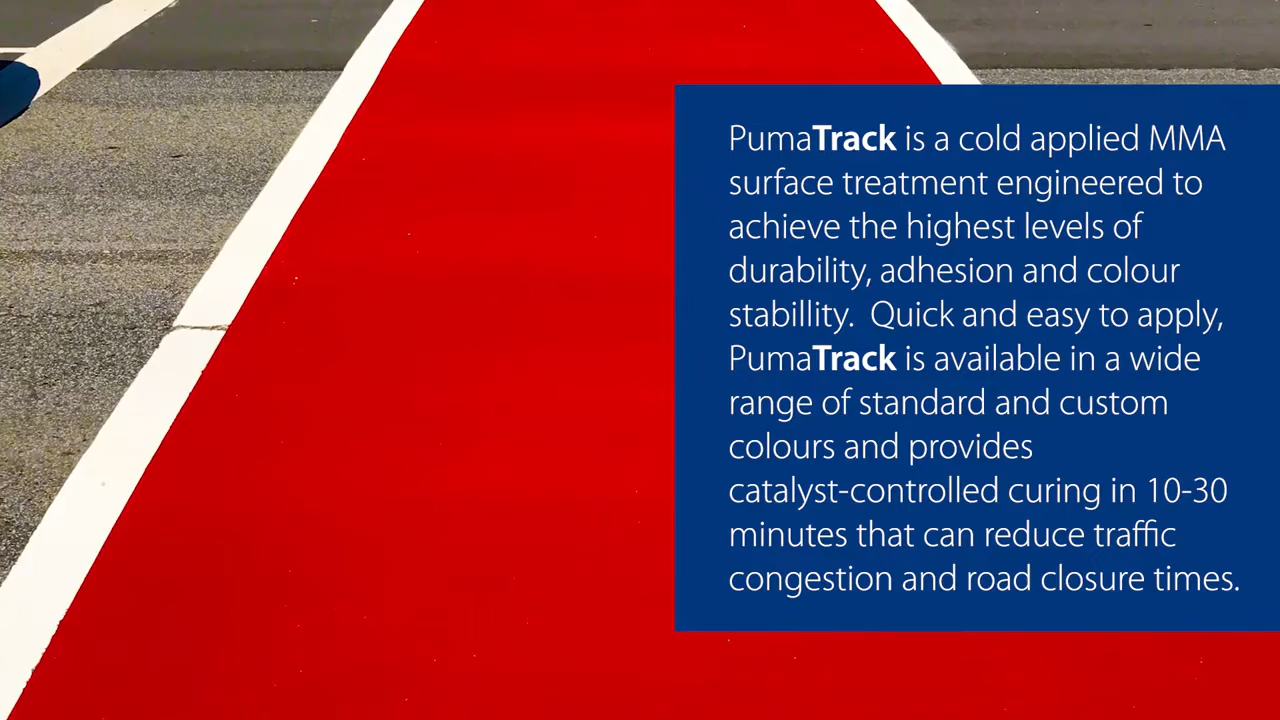 PumaTrack is a cold applied MMA
surface treatment engineered to
achieve the highest levels of
durability, adhesion and colour
stabillity.  Quick and easy to apply,
PumaTrack is available in a wide
range of standard and custom
colours and provides
catalyst-controlled curing in 10-30
minutes that can reduce traffic
congestion and road closure times.